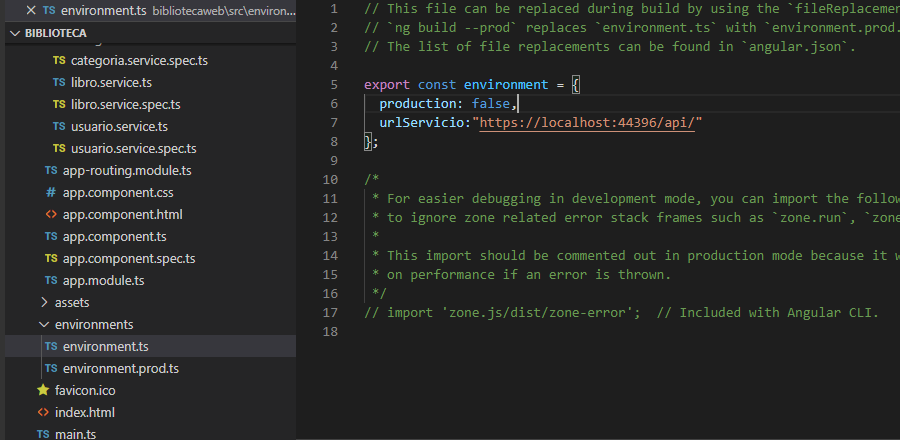 environment.ts bibliotecaweb\src\environ...
BIBLIOTECA
TS categoria.service.spec.ts
TS libro.service.ts
TS libro.service.spec.ts
TS usuario.service.ts
TS usuario.service.spec.ts
TS app-routing.module.ts
# app.component.css
<> app.component.html
TS app.component.ts
TS app.component.spec.ts
TS app.module.ts
assets
environments
TS environment.ts
TS environment.prod.ts
favicon.ico
<> index.html
TS main.ts
1 // This file can be replaced during build by using the `fileReplacemen
2 // `ng build --prod` replaces `environment.ts` with `environment.prod.
3 // The list of file replacements can be found in `angular.json`.
4
5 export const environment = {
6 production: false,
7 urlServicio:"https://localhost:44396/api/"
8 };
9
10 /*
11 * For easier debugging in development mode, you can import the follow
12 * to ignore zone related error stack frames such as `zone.run`, `zone
13 *
14 * This import should be commented out in production mode because it w
15 * on performance if an error is thrown.
16 */
17 // import 'zone.js/dist/zone-error';  // Included with Angular CLI.
18